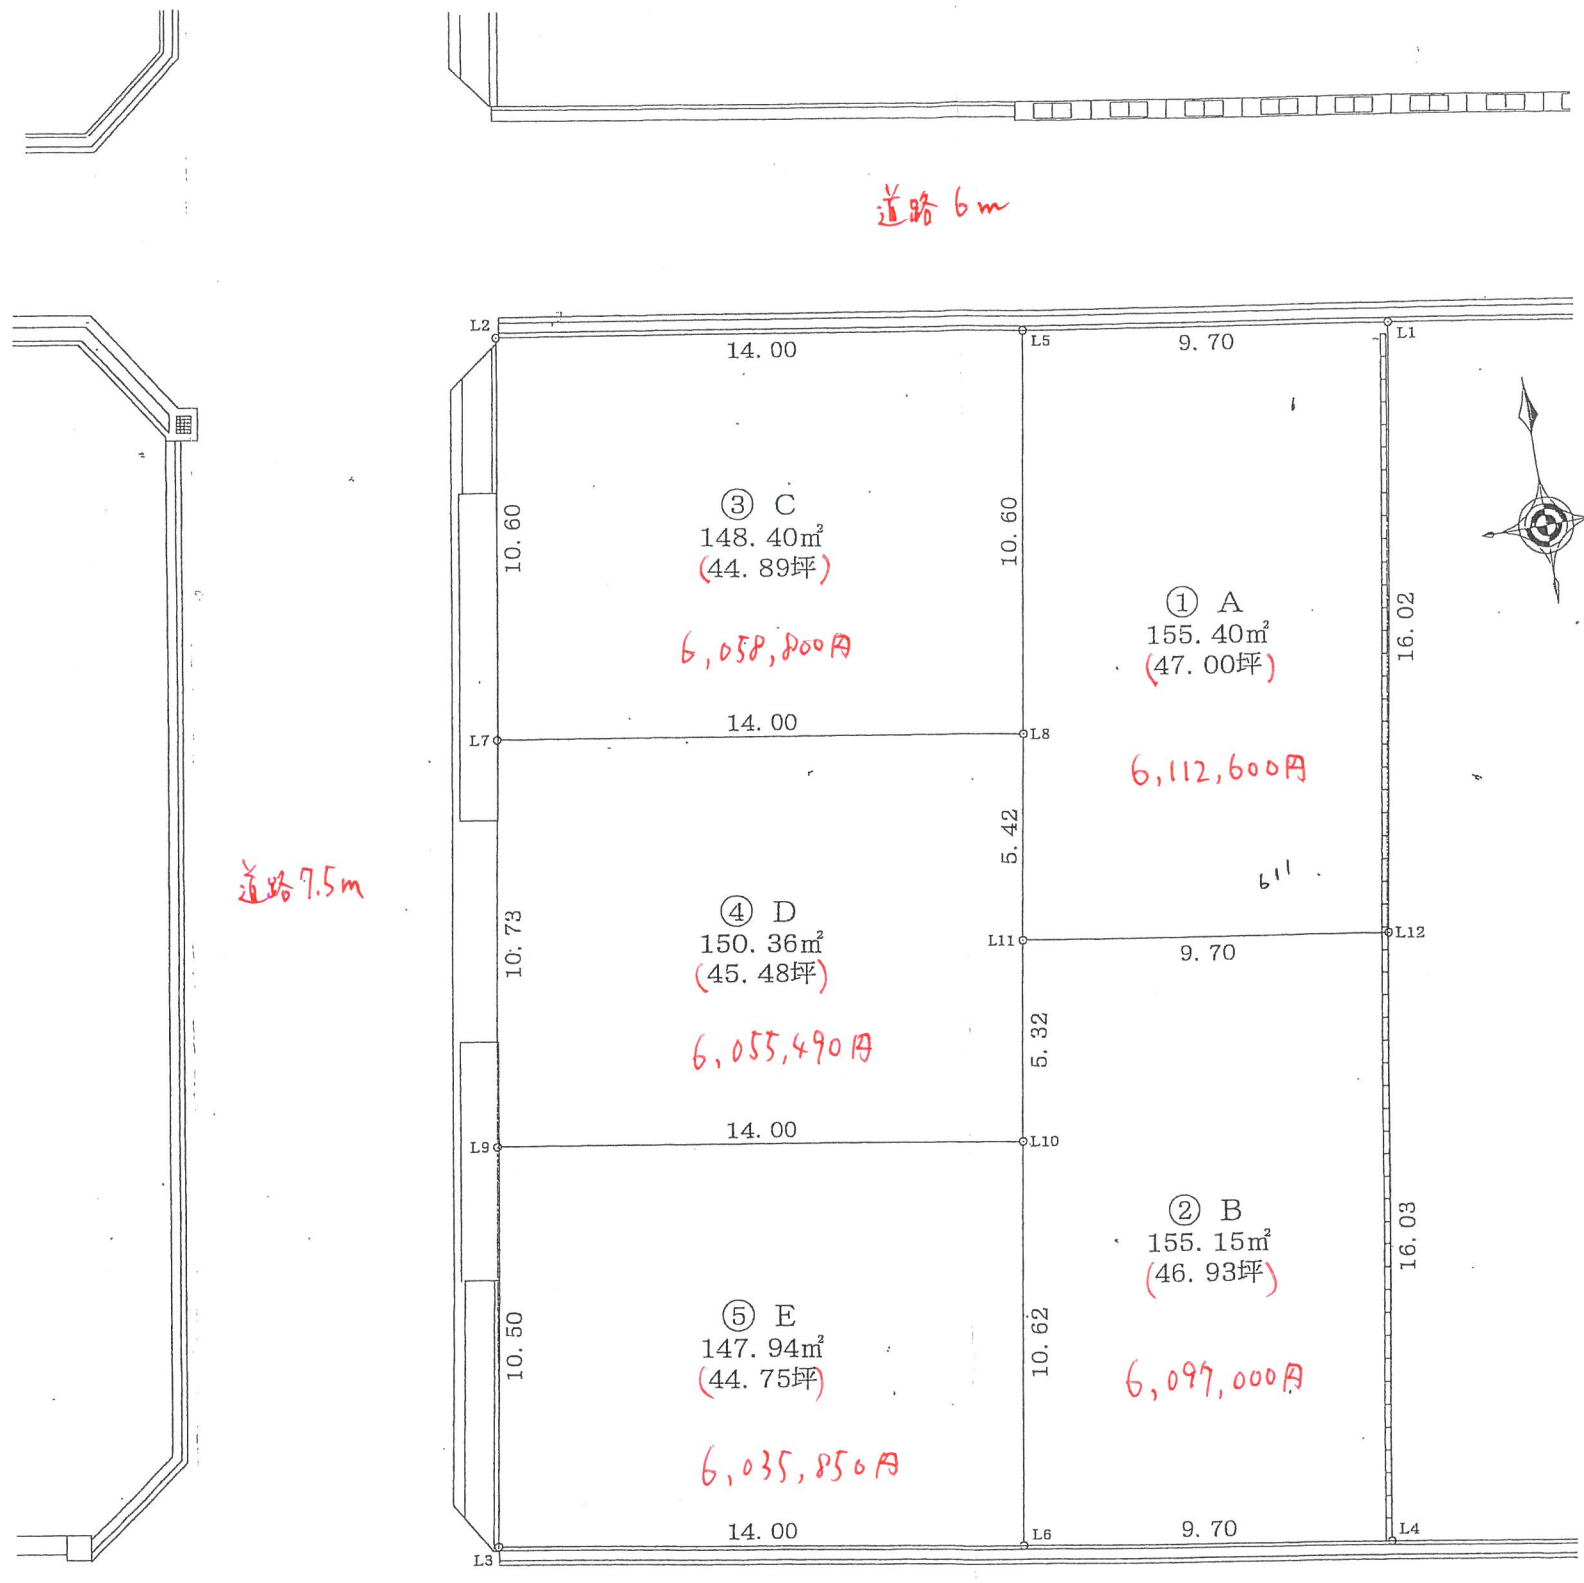 道路 6m
L2
14. 00
L5
9. 70
L1
10. 60
③ C
148. 40㎡
(44. 89坪)
6,058,800円
10. 60
① A
155. 40㎡
(47. 00坪)
6,112,600円
16. 02
L7
14. 00
L8
5. 42
611
道路7.5m
10. 73
④ D
150. 36㎡
(45. 48坪)
6,055,490円
L11
9. 70
L12
5. 32
L9
14. 00
L10
② B
155. 15㎡
(46. 93坪)
6,097,000円
16. 03
10. 50
⑤ E
147. 94㎡
(44. 75坪)
6,035,850円
10. 62
L3
14. 00
L6
9. 70
L4